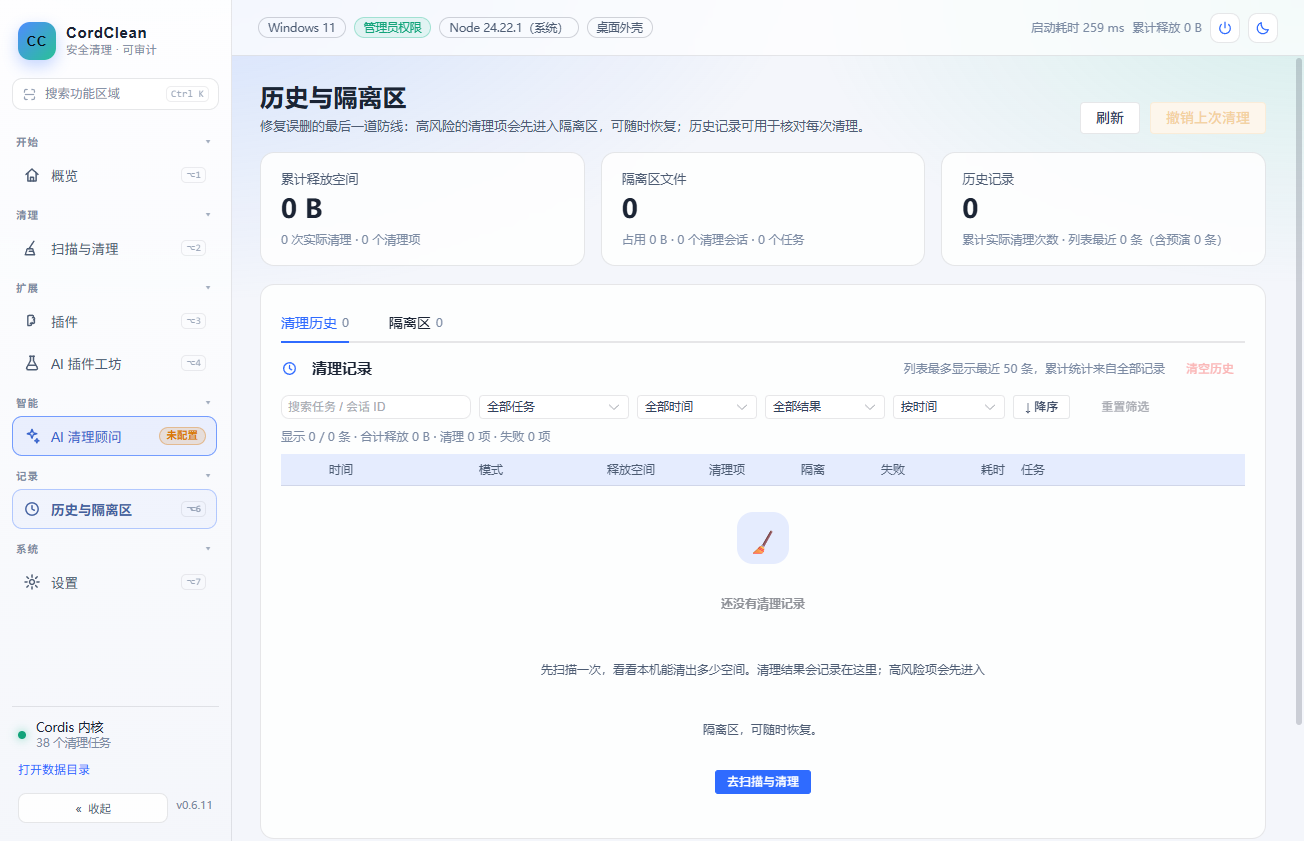 CC
CordClean
安全清理 · 可审计
搜索功能区域
Ctrl K
开始
概览
⌥1
清理
扫描与清理
⌥2
扩展
插件
⌥3
AI 插件工坊
⌥4
智能
AI 清理顾问
未配置
记录
历史与隔离区
⌥6
系统
设置
⌥7
Cordis 内核
38 个清理任务
打开数据目录
« 收起
v0.6.11
Windows 11
管理员权限
Node 24.22.1（系统）
桌面外壳
启动耗时 259 ms
累计释放 0 B
历史与隔离区
修复误删的最后一道防线：高风险的清理项会先进入隔离区，可随时恢复；历史记录可用于核对每次清理。
刷新
撤销上次清理
累计释放空间
0 B
0 次实际清理 · 0 个清理项
隔离区文件
0
占用 0 B · 0 个清理会话 · 0 个任务
历史记录
0
累计实际清理次数 · 列表最近 0 条（含预演 0 条）
清理历史 0
隔离区 0
清理记录
列表最多显示最近 50 条，累计统计来自全部记录
清空历史
搜索任务 / 会话 ID
全部任务
全部时间
全部结果
按时间
↓降序
重置筛选
显示 0 / 0 条 · 合计释放 0 B · 清理 0 项 · 失败 0 项
时间
模式
释放空间
清理项
隔离
失败
耗时
任务
还没有清理记录
先扫描一次，看看本机能清出多少空间。清理结果会记录在这里；高风险项会先进入
隔离区，可随时恢复。
去扫描与清理